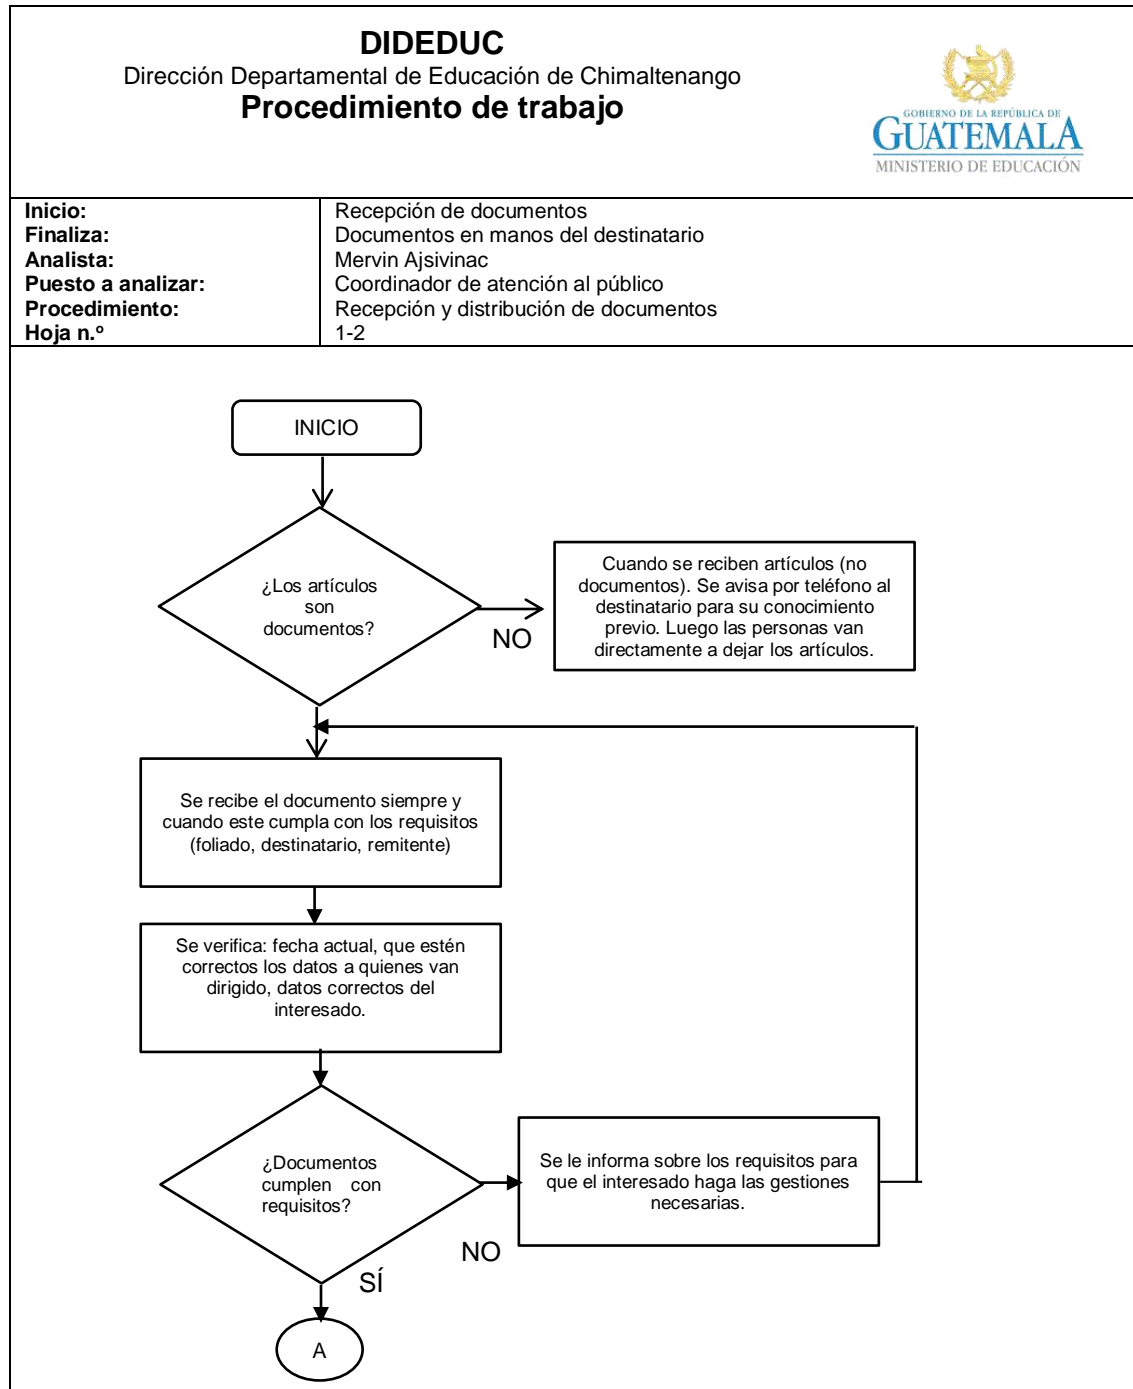 DIDEDUC
Dirección Departamental de Educación de Chimaltenango
Procedimiento de trabajo
GOBIERNO DE LA REPÚBLICA DE
GUATEMALA
MINISTERIO DE EDUCACIÓN
Inicio: Recepción de documentos
Finaliza: Documentos en manos del destinatario
Analista: Mervin Ajsivinac
Puesto a analizar: Coordinador de atención al público
Procedimiento: Recepción y distribución de documentos
Hoja n.º 1-2
INICIO
¿Los artículos
son
documentos?
NO
Cuando se reciben artículos (no
documentos). Se avisa por teléfono al
destinatario para su conocimiento
previo. Luego las personas van
directamente a dejar los artículos.
Se recibe el documento siempre y
cuando este cumpla con los requisitos
(foliado, destinatario, remitente)
Se verifica: fecha actual, que estén
correctos los datos a quienes van
dirigido, datos correctos del
interesado.
¿Documentos
cumplen con
requisitos?
NO
Se le informa sobre los requisitos para
que el interesado haga las gestiones
necesarias.
SÍ
A